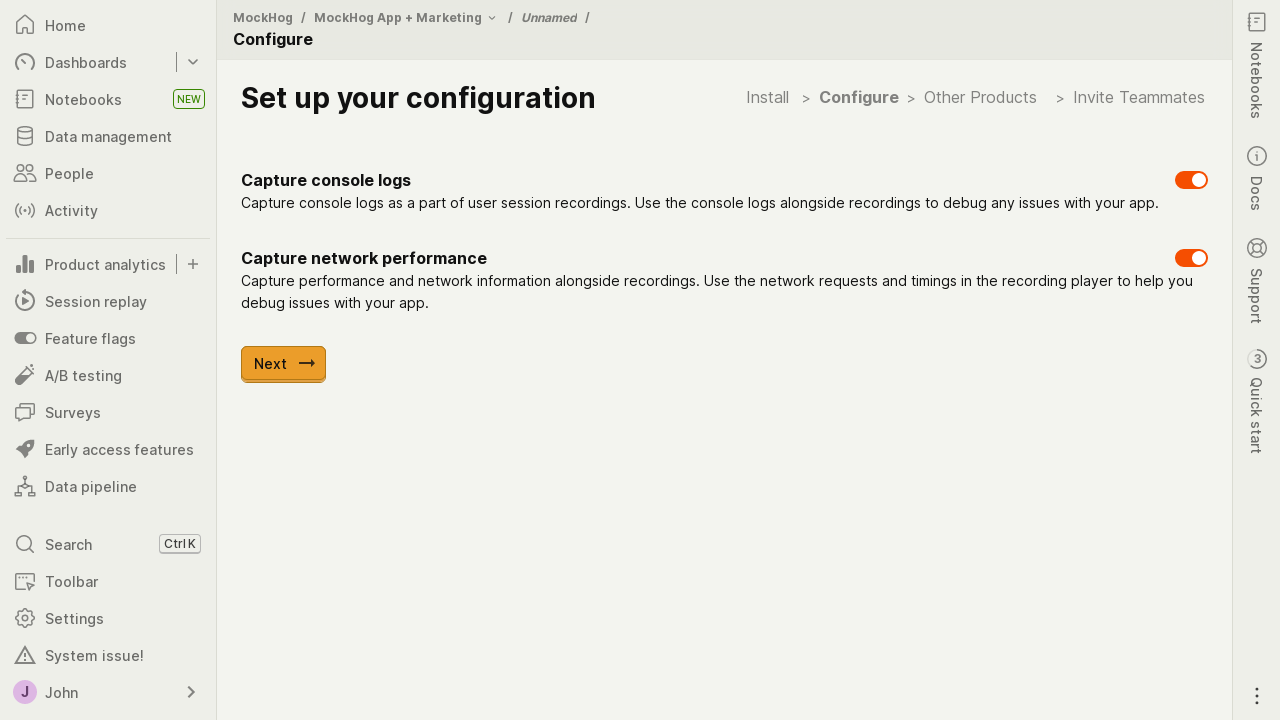 Home
Dashboards
Notebooks NEW
Data management
People
Activity
Product analytics
Session replay
Feature flags
A/B testing
Surveys
Early access features
Data pipeline
Search Ctrl K
Toolbar
Settings
System issue!
J John
MockHog / MockHog App + Marketing / Unnamed /
Configure
Set up your configuration
Install > Configure > Other Products > Invite Teammates
Capture console logs
Capture console logs as a part of user session recordings. Use the console logs alongside recordings to debug any issues with your app.
Capture network performance
Capture performance and network information alongside recordings. Use the network requests and timings in the recording player to help you
debug issues with your app.
Next
Notebooks
Docs
Support
3 Quick start